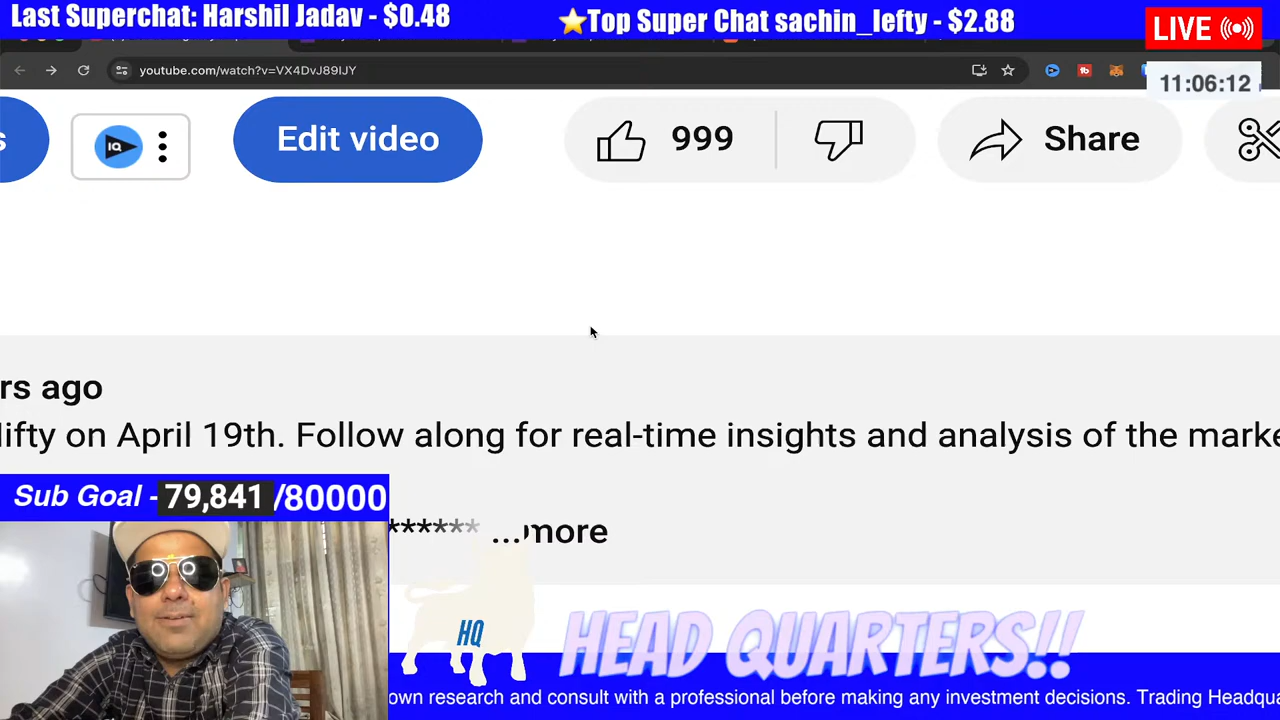 Last Superchat: Harshil Jadav - $0.48
⭐Top Super Chat sachin_lefty - $2.88
LIVE
youtube.com/watch?v=VX4DvJ89IJY
11:06:12
s
IQ
Edit video
999
Share
rs ago
lifty on April 19th. Follow along for real-time insights and analysis of the marke
Sub Goal - 79,841 /80000
****** ...more
HQ
HEAD QUARTERS!!
own research and consult with a professional before making any investment decisions. Trading Headqua